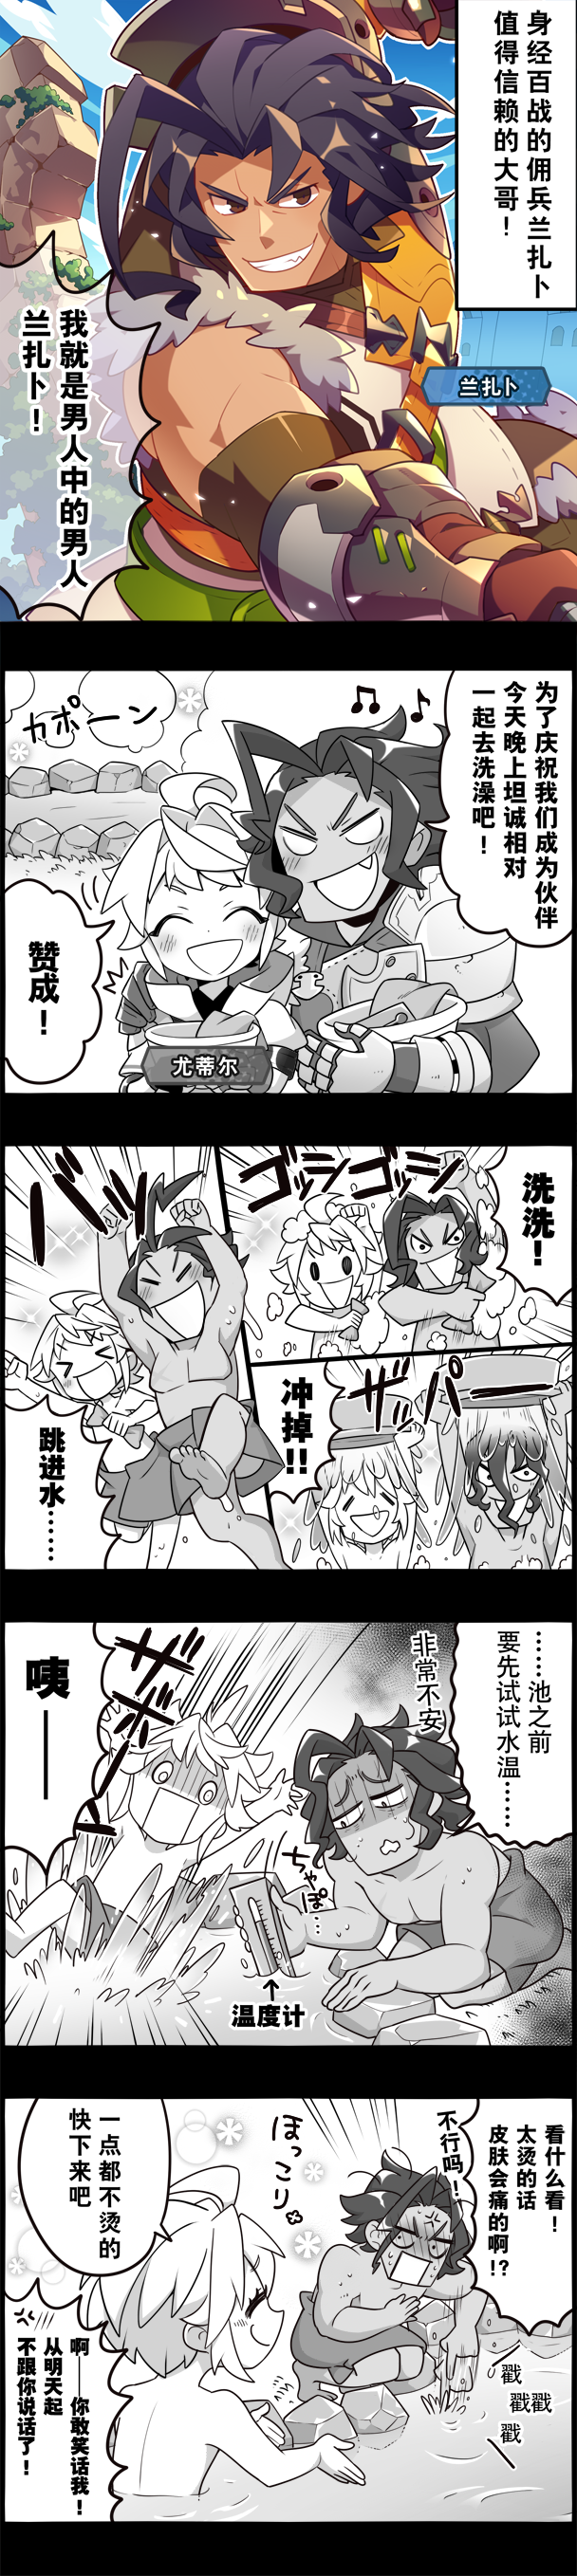 身经百战的佣兵兰扎卜
值得信赖的大哥！
兰扎卜
我就是男人中的男人
兰扎卜！
为了庆祝我们成为伙伴
今天晚上坦诚相对
一起去洗澡吧！
カポーン
赞成！
尤蒂尔
洗洗！
ゴッシゴッシ
冲掉!!
ザパー
バッ
跳进水……
……池之前
要先试试水温……
非常不安
ちゃぽ…
↑
温度计
ザザーッ
咦——
看什么看！
太烫的话
皮肤会痛的啊!?
不行吗！
戳
戳戳
戳
ほっこり
一点都不烫的
快下来吧
啊——你敢笑话我！
从明天起
不跟你说话了！